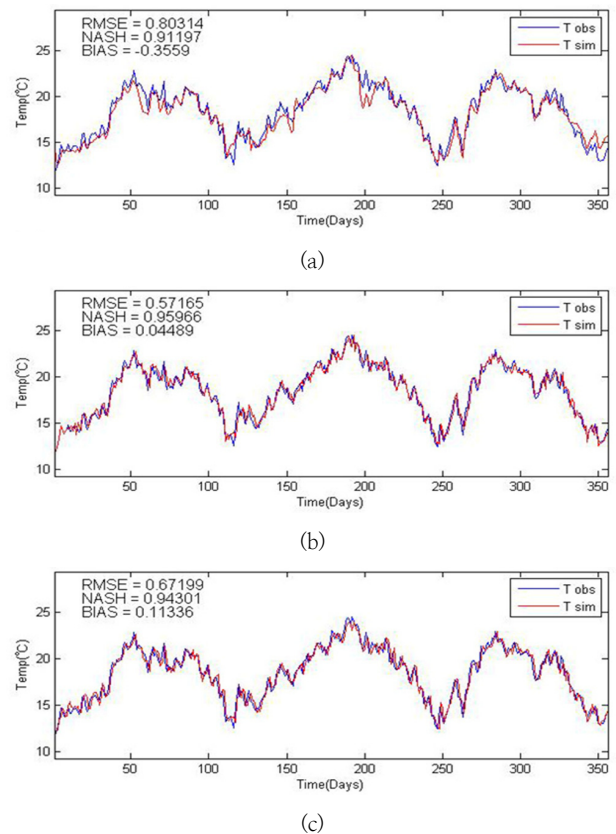 RMSE = 0.80314
NASH = 0.91197
BIAS = -0.3559
T obs
T sim
25
20
15
10
Temp(°C)
50 100 150 200 250 300 350
Time(Days)
(a)
RMSE = 0.57165
NASH = 0.95966
BIAS = 0.04489
T obs
T sim
25
20
15
10
Temp(°C)
50 100 150 200 250 300 350
Time(Days)
(b)
RMSE = 0.67199
NASH = 0.94301
BIAS = 0.11336
T obs
T sim
25
20
15
10
Temp(°C)
50 100 150 200 250 300 350
Time(Days)
(c)